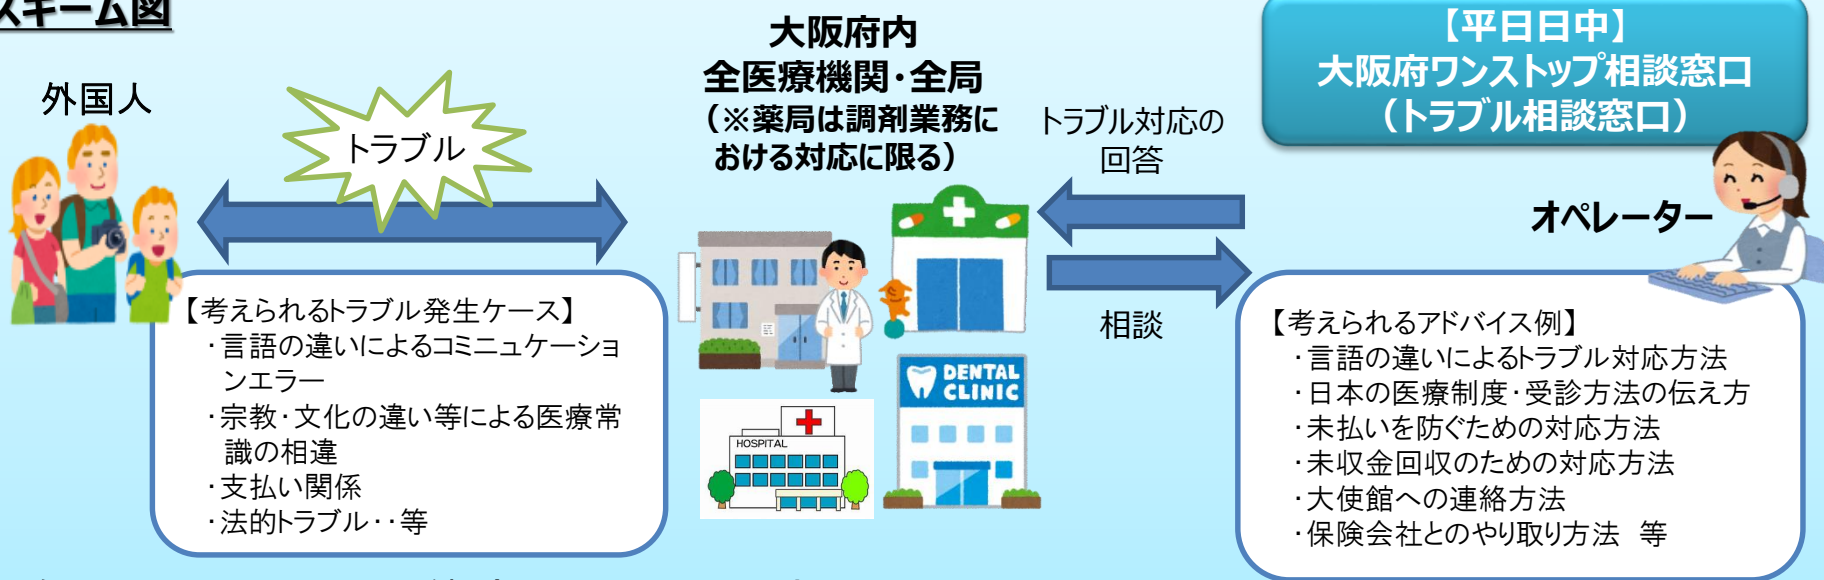 スキーム図
外国人
トラブル
大阪府内
全医療機関・全局
(※薬局は調剤業務に
おける対応に限る)
トラブル対応の
回答
相談
【平日日中】
大阪府ワンストップ相談窓口
(トラブル相談窓口)
オペレーター
【考えられるトラブル発生ケース】
・言語の違いによるコミニュケーショ
ンエラー
・宗教・文化の違い等による医療常
識の相違
・支払い関係
・法的トラブル・・等
DENTAL
CLINIC
HOSPITAL
【考えられるアドバイス例】
・言語の違いによるトラブル対応方法
・日本の医療制度・受診方法の伝え方
・未払いを防ぐための対応方法
・未収金回収のための対応方法
・大使館への連絡方法
・保険会社とのやり取り方法 等